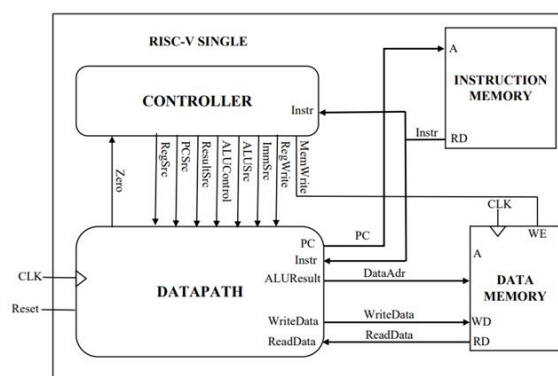 RISC-V SINGLE
CONTROLLER
Instr
A
INSTRUCTION
MEMORY
RD
Instr
Zero
RegSrc
PCSrc
ResultSrc
ALUControl
ALUSrc
ImmSrc
RegWrite
MemWrite
CLK
WE
PC
PC
Instr
ALUResult
DataAdr
A
DATA
MEMORY
CLK
DATAPATH
Reset
WriteData
WriteData
WD
ReadData
ReadData
RD